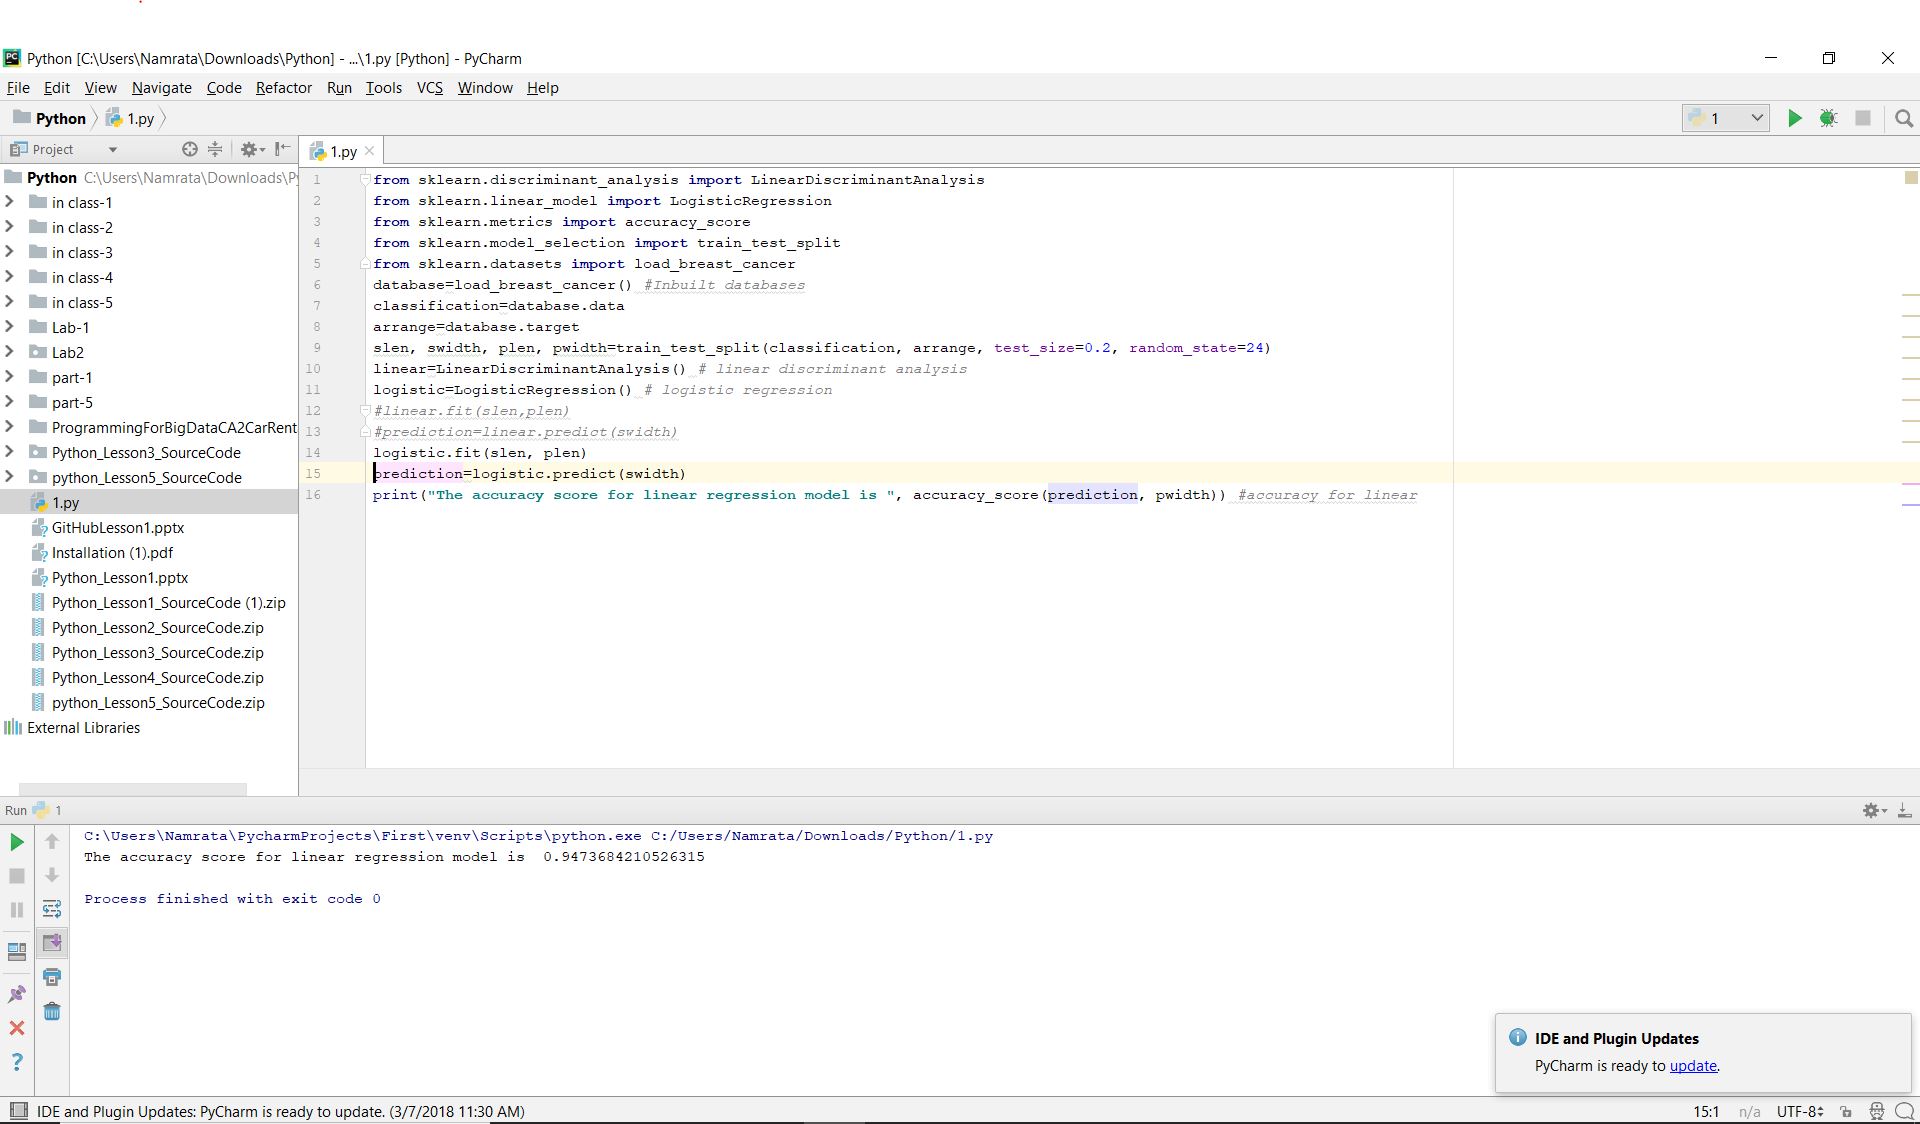 Python [C:\Users\Namrata\Downloads\Python] - ...\1.py [Python] - PyCharm
File Edit View Navigate Code Refactor Run Tools VCS Window Help
Python 1.py 1
Project
1.py
Python C:\Users\Namrata\Downloads\Py
in class-1
in class-2
in class-3
in class-4
in class-5
Lab-1
Lab2
part-1
part-5
ProgrammingForBigDataCA2CarRent
Python_Lesson3_SourceCode
python_Lesson5_SourceCode
1.py
GitHubLesson1.pptx
Installation (1).pdf
Python_Lesson1.pptx
Python_Lesson1_SourceCode (1).zip
Python_Lesson2_SourceCode.zip
Python_Lesson3_SourceCode.zip
Python_Lesson4_SourceCode.zip
python_Lesson5_SourceCode.zip
External Libraries
1 from sklearn.discriminant_analysis import LinearDiscriminantAnalysis
2 from sklearn.linear_model import LogisticRegression
3 from sklearn.metrics import accuracy_score
4 from sklearn.model_selection import train_test_split
5 from sklearn.datasets import load_breast_cancer
6 database=load_breast_cancer() #Inbuilt databases
7 classification=database.data
8 arrange=database.target
9 slen, swidth, plen, pwidth=train_test_split(classification, arrange, test_size=0.2, random_state=24)
10 linear=LinearDiscriminantAnalysis() # linear discriminant analysis
11 logistic=LogisticRegression() # logistic regression
12 #linear.fit(slen,plen)
13 #prediction=linear.predict(swidth)
14 logistic.fit(slen, plen)
15 prediction=logistic.predict(swidth)
16 print("The accuracy score for linear regression model is ", accuracy_score(prediction, pwidth)) #accuracy for linear
Run 1
C:\Users\Namrata\PycharmProjects\First\venv\Scripts\python.exe C:/Users/Namrata/Downloads/Python/1.py
The accuracy score for linear regression model is  0.9473684210526315
Process finished with exit code 0
IDE and Plugin Updates
PyCharm is ready to update.
IDE and Plugin Updates: PyCharm is ready to update. (3/7/2018 11:30 AM) 15:1 n/a UTF-8